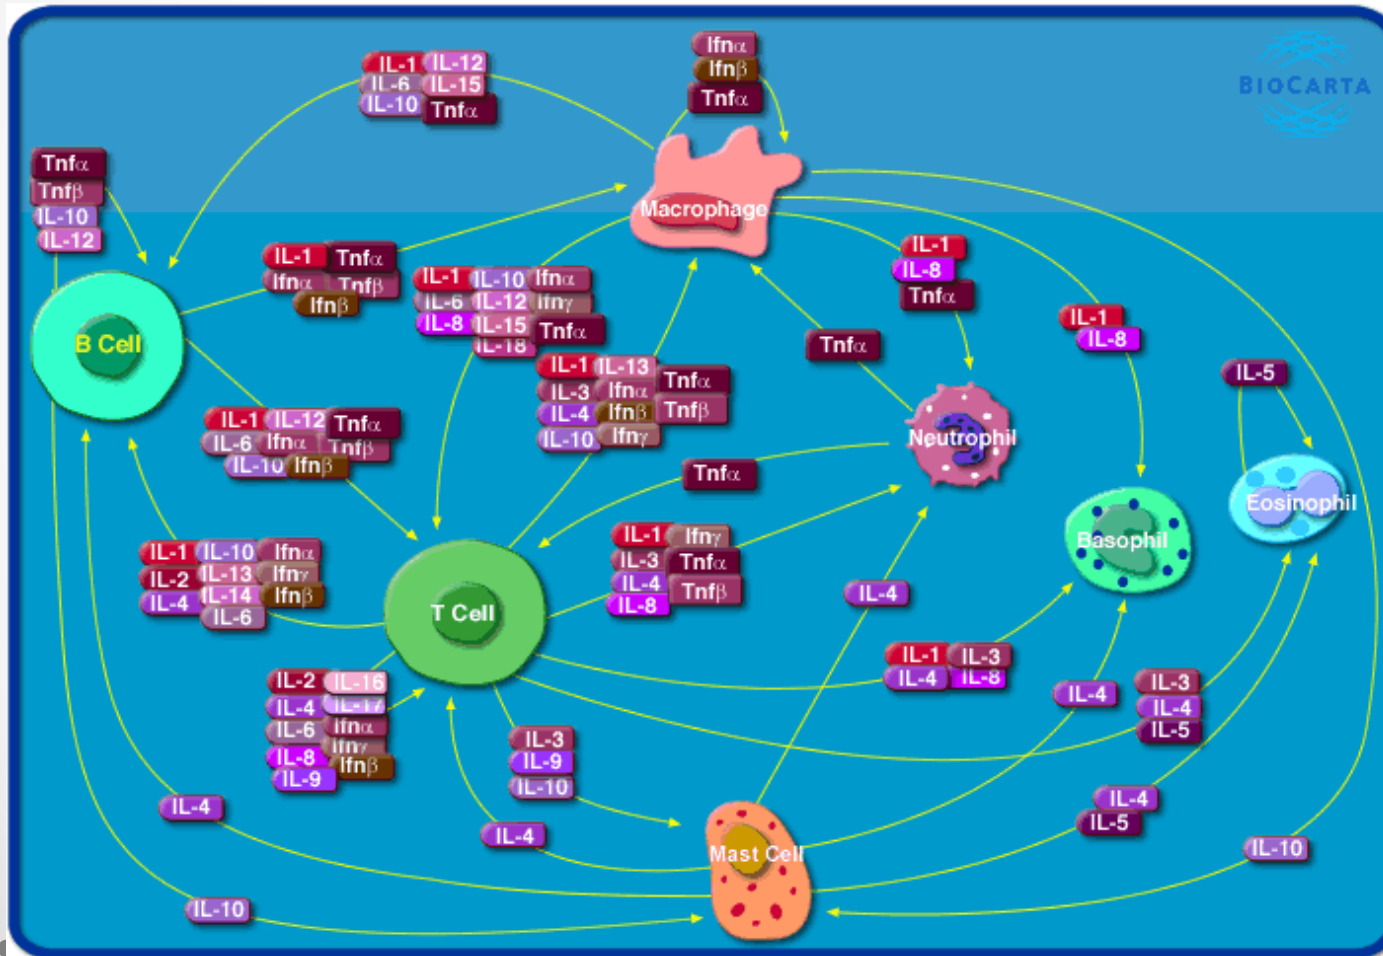 BIOCARTA
Ifnα
Ifnβ
Tnfα
IL-1 IL-12
IL-6 IL-15
IL-10 Tnfα
Tnfα
Tnfβ
IL-10
IL-12
Macrophage
IL-1 Tnfα
Ifnα Tnfβ
Ifnβ
IL-1 IL-10 Ifnα
IL-6 IL-12 Ifnγ
IL-8 IL-15 Tnfα
IL-18
IL-1
IL-8
Tnfα
IL-1
IL-8
B Cell
Tnfα
IL-1 IL-13 Tnfα
IL-3 Ifnα
IL-4 Ifnβ Tnfβ
IL-10 Ifnγ
IL-5
IL-1 IL-12 Tnfα
IL-6 Ifnα Tnfβ
IL-10 Ifnβ
Neutrophil
Tnfα
Eosinophil
Basophil
IL-1 IL-10 Ifnα
IL-2 IL-13 Ifnγ
IL-4 IL-14 Ifnβ
IL-6
T Cell
IL-1 Ifnγ
IL-3 Tnfα
IL-4 Tnfβ
IL-8
IL-4
IL-1 IL-3
IL-4 IL-8
IL-2 IL-16
IL-4 IL-17
IL-6 Ifnα
IL-8 Ifnγ
IL-9 Ifnβ
IL-3
IL-9
IL-10
IL-4
IL-3
IL-4
IL-5
IL-4
IL-4
IL-4
IL-5
Mast Cell
IL-10
IL-10